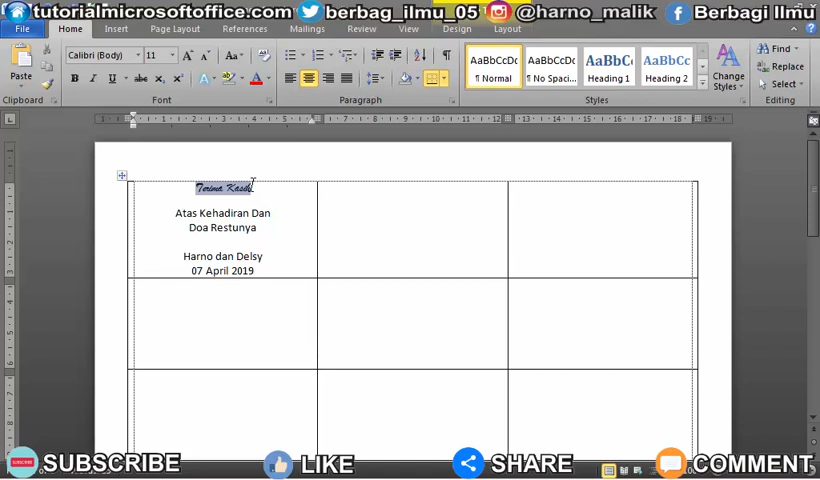 tutorialmicrosoftoffice.com berbag_ilmu_05 @harno_malik Berbagi Ilmu
File Home Insert Page Layout References Mailings Review View Design Layout
Paste
Calibri (Body) 11
B I U abc X₂ X²
AaBbCcDc AaBbCcDc AaBbCc AaBbCc
¶ Normal ¶ No Spaci... Heading 1 Heading 2
Change Styles
Find
Replace
Select
Clipboard Font Paragraph Styles Editing
Terima Kasih
Atas Kehadiran Dan
Doa Restunya
Harno dan Delsy
07 April 2019
SUBSCRIBE LIKE SHARE COMMENT